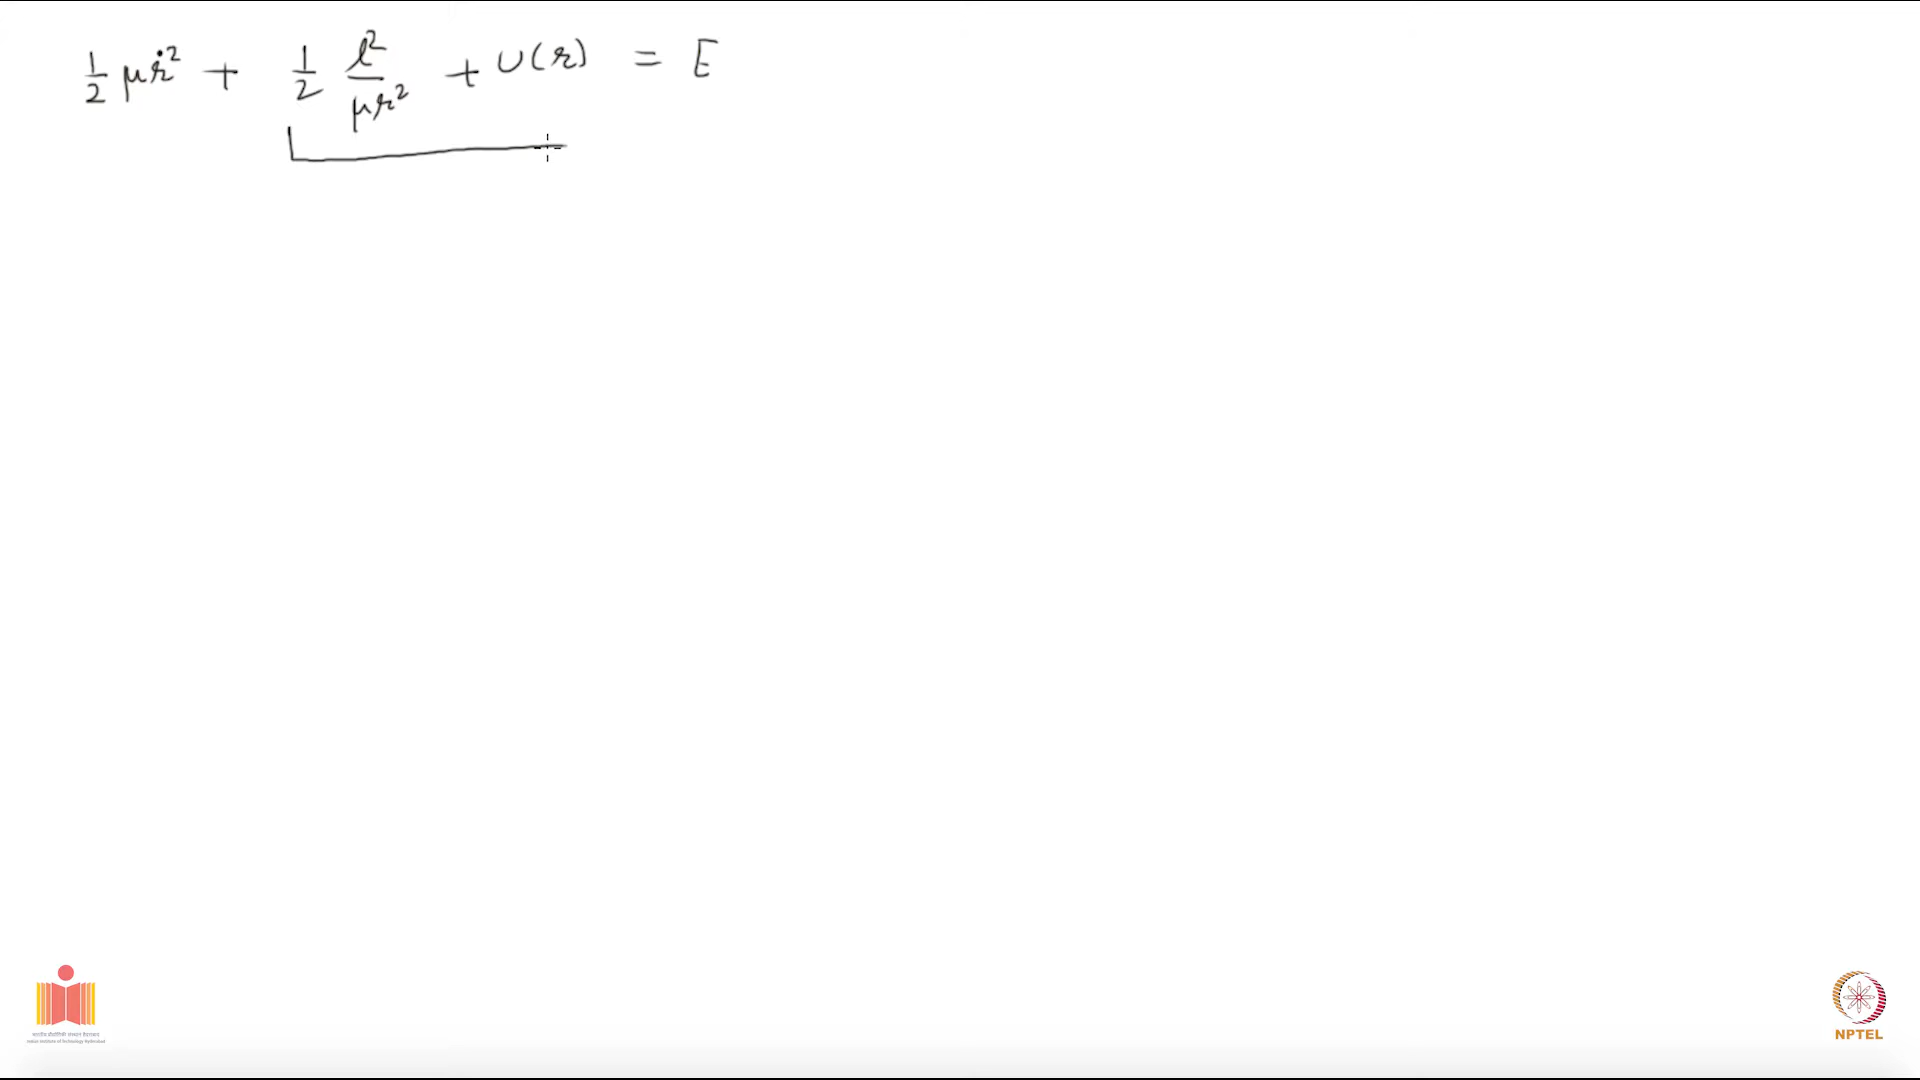 ½ μṙ² + ½ l²/μr² + U(r) = E
NPTEL